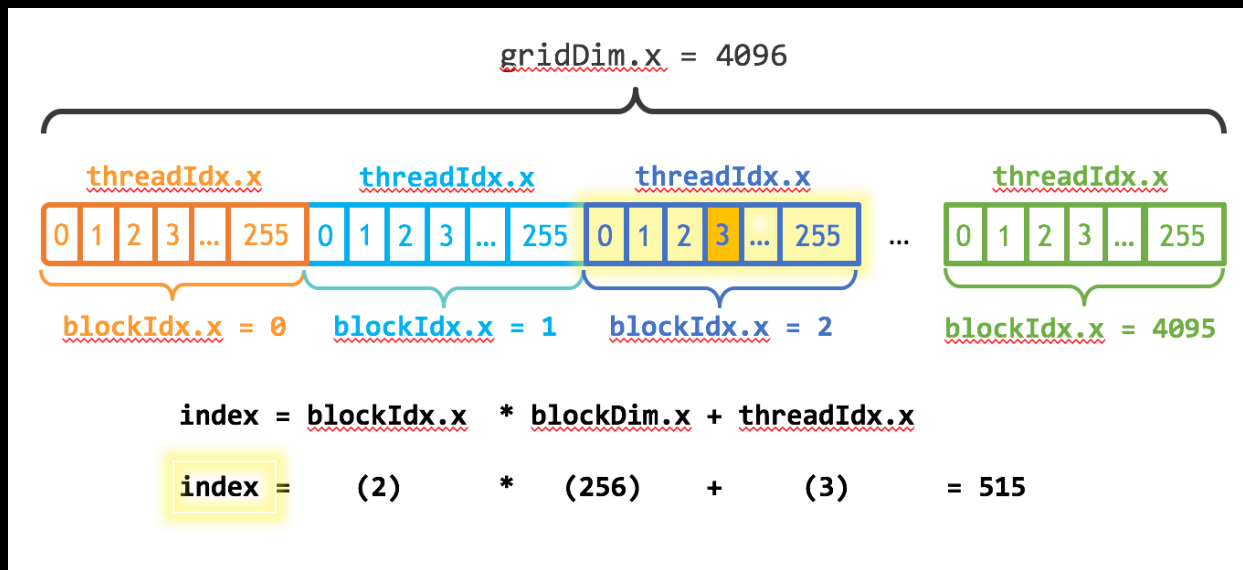 gridDim.x = 4096
threadIdx.x threadIdx.x threadIdx.x threadIdx.x
0 1 2 3 ... 255 0 1 2 3 ... 255 0 1 2 3 ... 255 ... 0 1 2 3 ... 255
blockIdx.x = 0 blockIdx.x = 1 blockIdx.x = 2 blockIdx.x = 4095
index = blockIdx.x * blockDim.x + threadIdx.x
index = (2) * (256) + (3) = 515